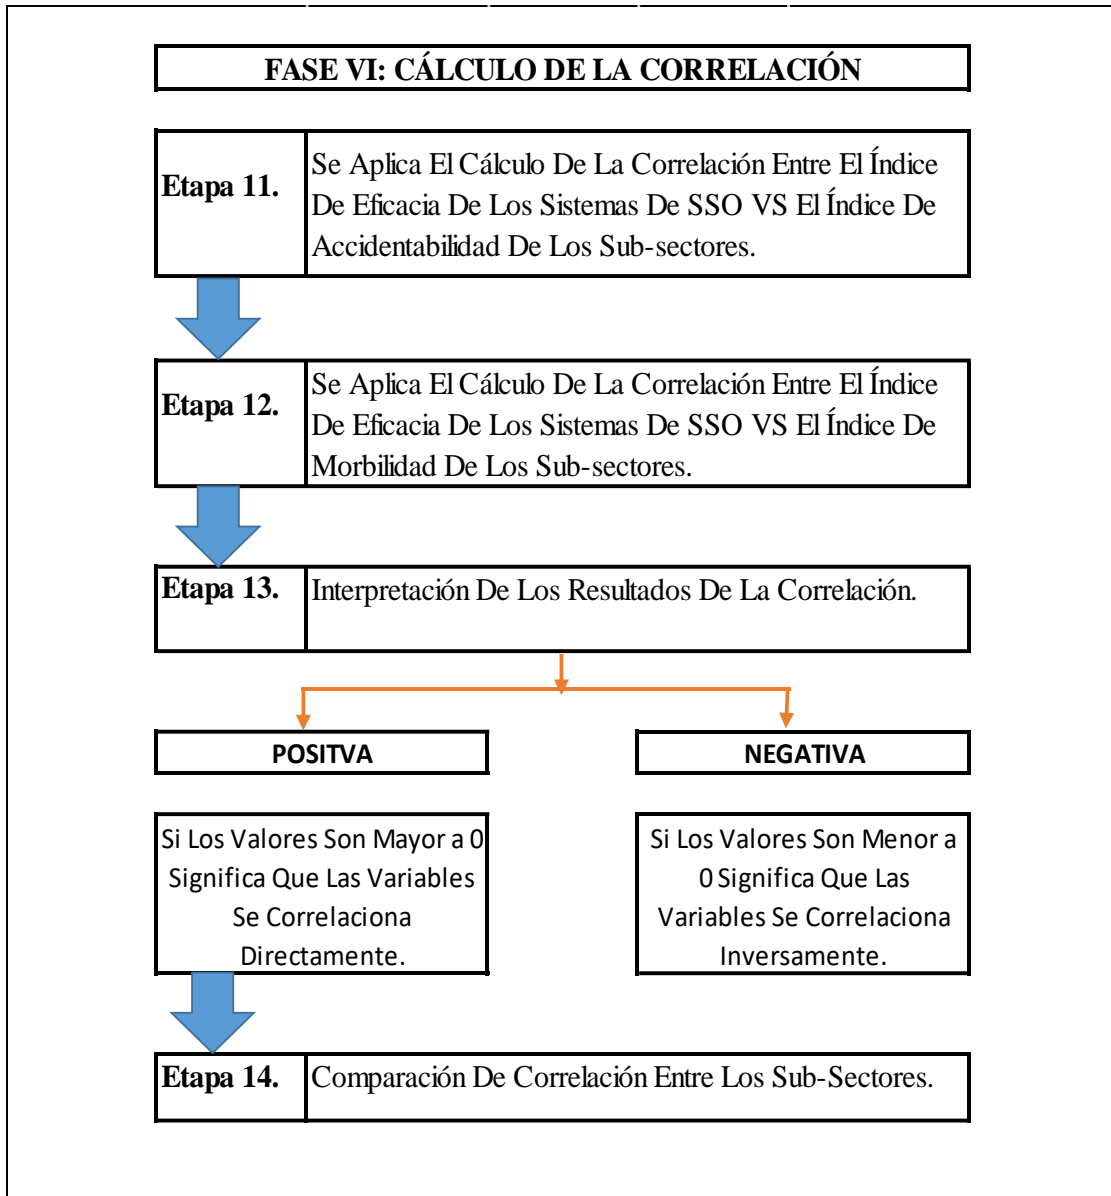 FASE VI: CÁLCULO DE LA CORRELACIÓN
Etapa 11.
Se Aplica El Cálculo De La Correlación Entre El Índice
De Eficacia De Los Sistemas De SSO VS El Índice De
Accidentabilidad De Los Sub-sectores.
Etapa 12.
Se Aplica El Cálculo De La Correlación Entre El Índice
De Eficacia De Los Sistemas De SSO VS El Índice De
Morbilidad De Los Sub-sectores.
Etapa 13.
Interpretación De Los Resultados De La Correlación.
POSITVA
Si Los Valores Son Mayor a 0
Significa Que Las Variables
Se Correlaciona
Directamente.
NEGATIVA
Si Los Valores Son Menor a
0 Significa Que Las
Variables Se Correlaciona
Inversamente.
Etapa 14.
Comparación De Correlación Entre Los Sub-Sectores.